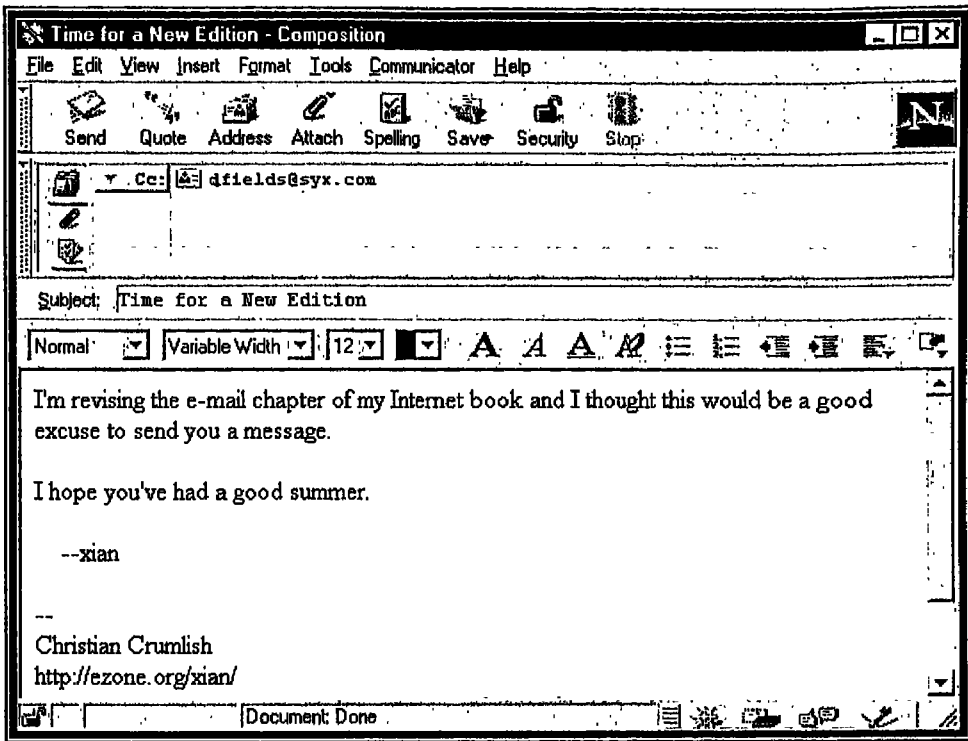 Time for a New Edition - Composition
File Edit View Insert Format Tools Communicator Help
Send Quote Address Attach Spelling Save Security Stop
N
Cc: dfields@syx.com
Subject: Time for a New Edition
Normal Variable Width 12 A A A A
I'm revising the e-mail chapter of my Internet book and I thought this would be a good
excuse to send you a message.
I hope you've had a good summer.
--xian
--
Christian Crumlish
http://ezone.org/xian/
Document: Done